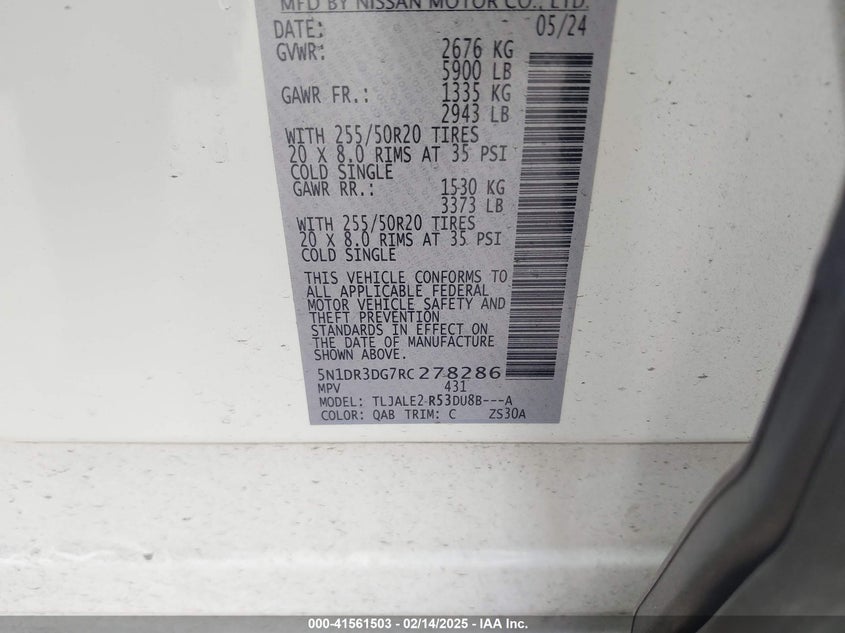 MFD BY NISSAN MOTOR CO., LTD.
DATE: 05/24
GVWR: 2676 KG
5900 LB
GAWR FR.: 1335 KG
2943 LB
WITH 255/50R20 TIRES
20 X 8.0 RIMS AT 35 PSI
COLD SINGLE
GAWR RR.: 1530 KG
3373 LB
WITH 255/50R20 TIRES
20 X 8.0 RIMS AT 35 PSI
COLD SINGLE
THIS VEHICLE CONFORMS TO
ALL APPLICABLE FEDERAL
MOTOR VEHICLE SAFETY AND
THEFT PREVENTION
STANDARDS IN EFFECT ON
THE DATE OF MANUFACTURE
SHOWN ABOVE.
5N1DR3DG7RC278286
MPV 431
MODEL: TLJALE2-R53DU8B---A
COLOR: QAB TRIM: C ZS30A
000-41561503 - 02/14/2025 - IAA Inc.